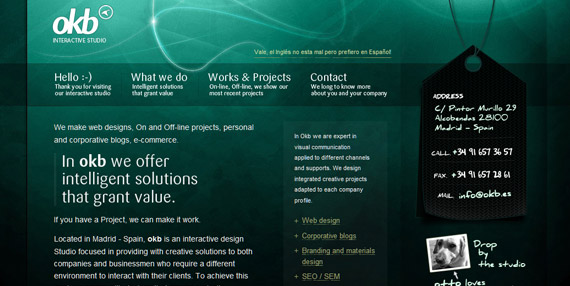 okb
INTERACTIVE STUDIO
Vale, el Inglés no esta mal pero prefiero en Español!
Hello :-)
Thank you for visiting
our interactive studio
What we do
Intelligent solutions
that grant value
Works & Projects
On-line, Off-line, we show our
most recent projects
Contact
We long to know more
about you and your company
We make web designs, On and Off-line projects, personal
and corporative blogs, e-commerce.
In okb we offer
intelligent solutions
that grant value.
If you have a Project, we can make it work.
Located in Madrid - Spain, okb is an interactive design
Studio focused in providing with creative solutions to both
companies and businessmen who require a different
environment to interact with their clients. To achieve this
In Okb we are expert in
visual communication
applied to different channels
and supports. We design
integrated creative projects
adapted to each company
profile.
+ Web design
+ Corporative blogs
+ Branding and materials
design
+ SEO / SEM
ADDRESS
C/ Pintor Murillo 29
Alcobendas 28100
Madrid - Spain
CALL +34 91 657 36 57
FAX +34 91 657 28 61
MAIL info@okb.es
Drop
by
the studio
otto loves